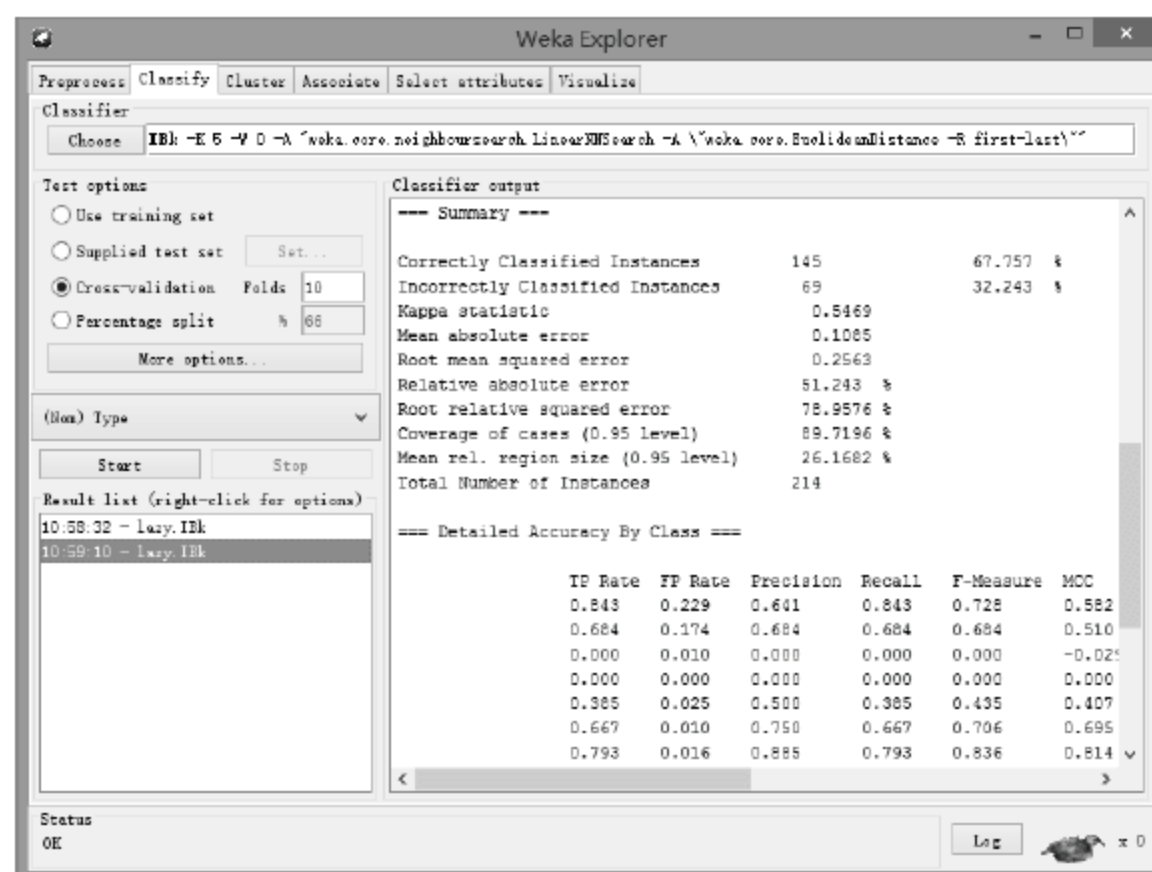 Weka Explorer
Preprocess Classify Cluster Associate Select attributes Visualize
Classifier
Choose IBk -K 5 -W 0 -A "weka.core.neighboursearch.LinearNNSearch -A \"weka.core.EuclideanDistance -R first-last\""
Test options
Use training set
Supplied test set Set...
Cross-validation Folds 10
Percentage split % 66
More options...
(Nom) Type
Start Stop
Result list (right-click for options)
10:58:32 - lazy.IBk
10:59:10 - lazy.IBk
Classifier output
=== Summary ===
Correctly Classified Instances 145 67.757 %
Incorrectly Classified Instances 69 32.243 %
Kappa statistic 0.5469
Mean absolute error 0.1085
Root mean squared error 0.2563
Relative absolute error 51.243 %
Root relative squared error 78.9576 %
Coverage of cases (0.95 level) 89.7196 %
Mean rel. region size (0.95 level) 26.1682 %
Total Number of Instances 214
=== Detailed Accuracy By Class ===
TP Rate FP Rate Precision Recall F-Measure MCC
0.843 0.229 0.641 0.843 0.728 0.582
0.684 0.174 0.684 0.684 0.684 0.510
0.000 0.010 0.000 0.000 0.000 -0.029
0.000 0.000 0.000 0.000 0.000 0.000
0.385 0.025 0.500 0.385 0.435 0.407
0.667 0.010 0.750 0.667 0.706 0.695
0.793 0.016 0.885 0.793 0.836 0.814
Status
OK
Log x 0